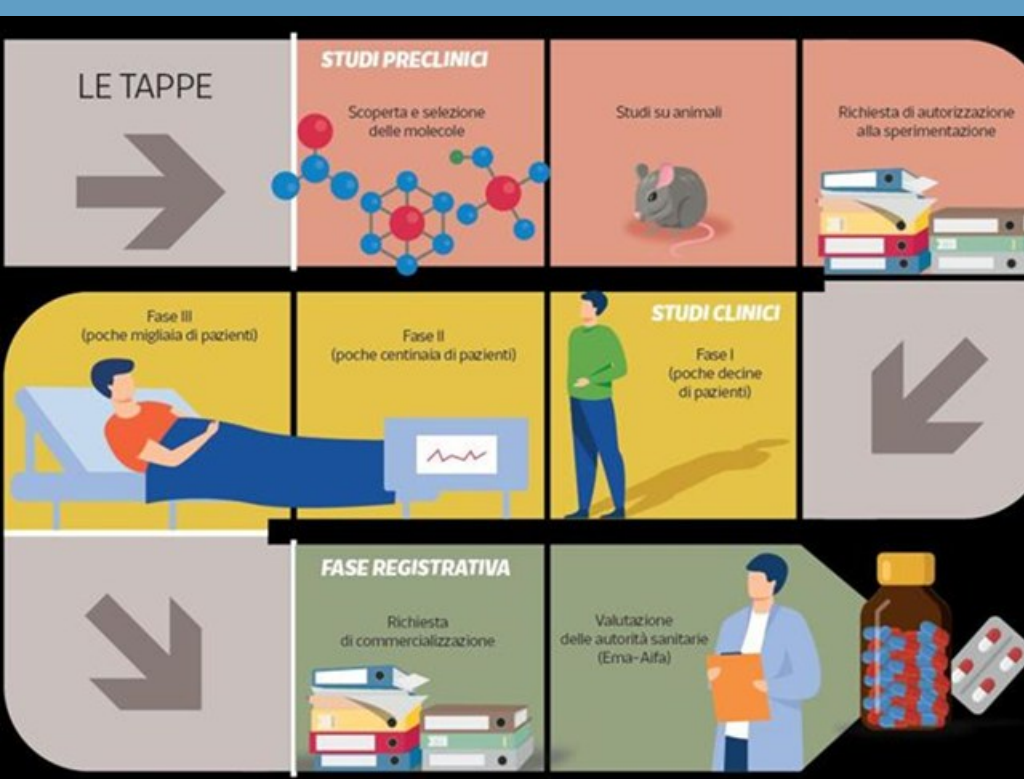 LE TAPPE
STUDI PRECLINICI
Scoperta e selezione
delle molecole
Studi su animali
Richiesta di autorizzazione
alla sperimentazione
STUDI CLINICI
Fase I
(poche decine
di pazienti)
Fase II
(poche centinaia di pazienti)
Fase III
(poche migliaia di pazienti)
FASE REGISTRATIVA
Richiesta
di commercializzazione
Valutazione
delle autorità sanitarie
(Ema-Aifa)